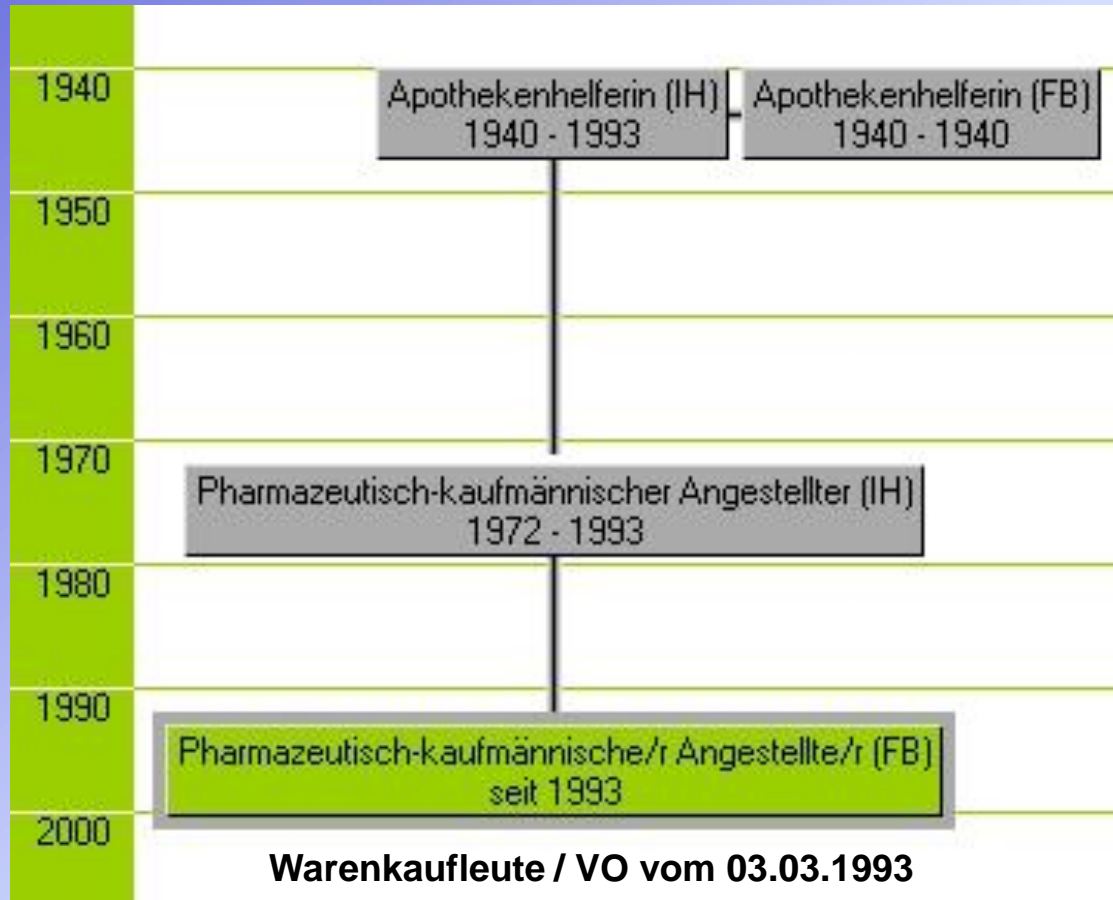 1940
Apothekenhelferin (IH)
1940 - 1993
Apothekenhelferin (FB)
1940 - 1940
1950
1960
1970
Pharmazeutisch-kaufmännischer Angestellter (IH)
1972 - 1993
1980
1990
Pharmazeutisch-kaufmännische/r Angestellte/r (FB)
seit 1993
2000
Warenkaufleute / VO vom 03.03.1993